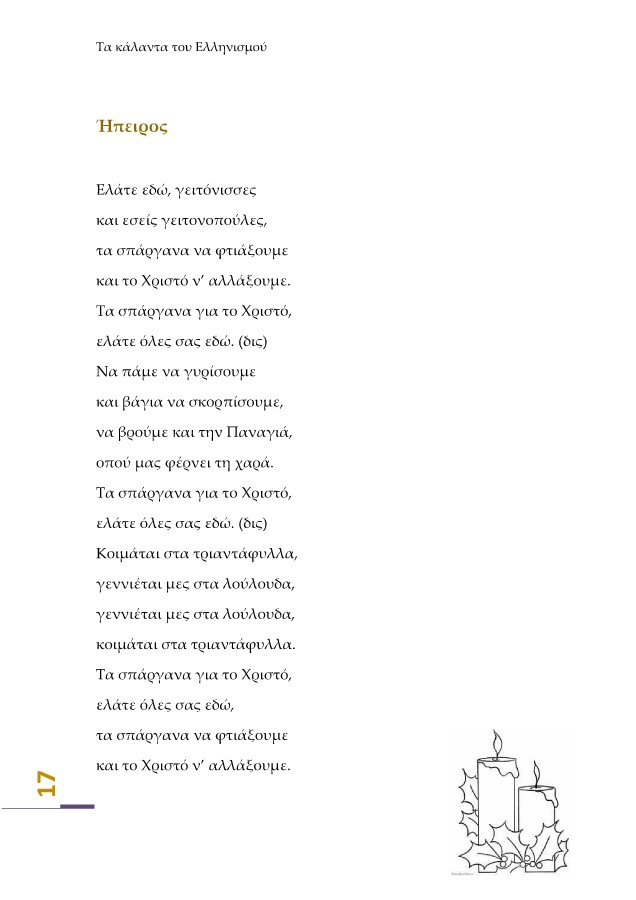 Τα κάλαντα του Ελληνισμού
Ήπειρος
Ελάτε εδώ, γειτόνισσες
και εσείς γειτονοπούλες,
τα σπάργανα να φτιάξουμε
και το Χριστό ν’ αλλάξουμε.
Τα σπάργανα για το Χριστό,
ελάτε όλες σας εδώ. (δις)
Να πάμε να γυρίσουμε
και βάγια να σκορπίσουμε,
να βρούμε και την Παναγιά,
οπού μας φέρνει τη χαρά.
Τα σπάργανα για το Χριστό,
ελάτε όλες σας εδώ. (δις)
Κοιμάται στα τριαντάφυλλα,
γεννιέται μες στα λούλουδα,
γεννιέται μες στα λούλουδα,
κοιμάται στα τριαντάφυλλα.
Τα σπάργανα για το Χριστό,
ελάτε όλες σας εδώ,
τα σπάργανα να φτιάξουμε
και το Χριστό ν’ αλλάξουμε.
17